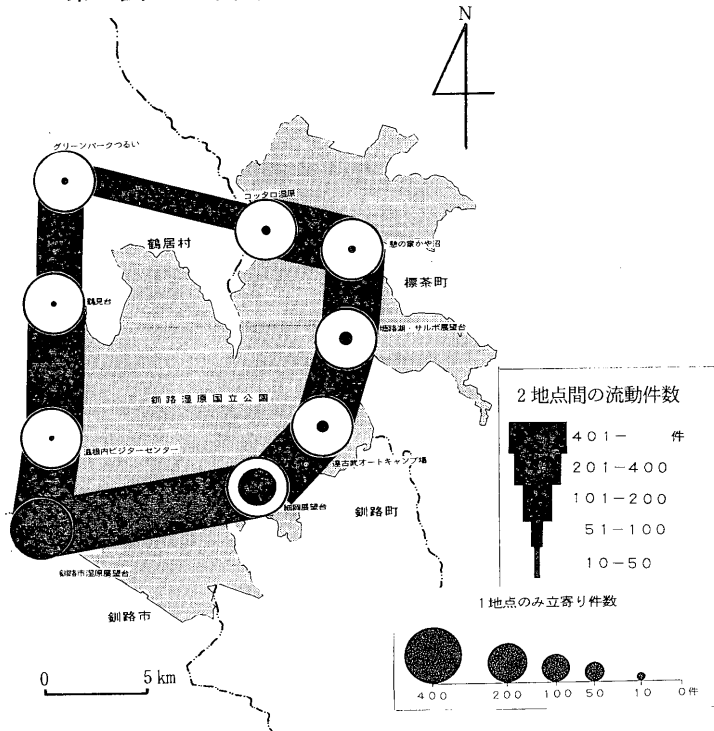 N
グリーンパークつるい
コッタロ湿原
鶴居村
憩の家かや沼
標茶町
鶴見台
塘路湖・サルボ展望台
釧路湿原国立公園
温根内ビジターセンター
達古武オートキャンプ場
細岡展望台
釧路町
釧路市湿原展望台
釧路市
0 5 km
2地点間の流動件数
401- 件
201-400
101-200
51-100
10-50
1地点のみ立寄り件数
400 200 100 50 10 0件